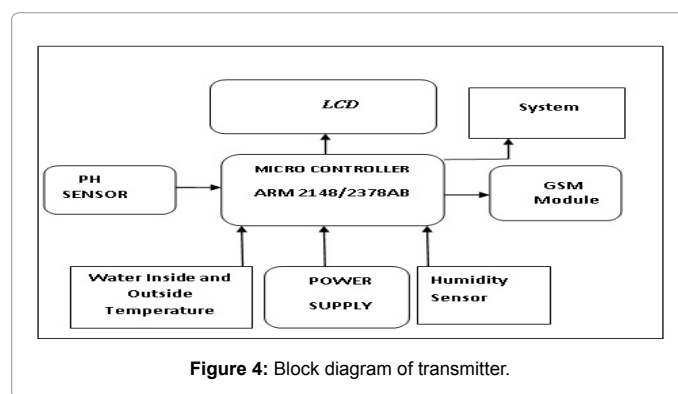 LCD
System
MICRO CONTROLLER
ARM 2148/2378AB
PH
SENSOR
GSM
Module
Water Inside and
Outside
Temperature
POWER
SUPPLY
Humidity
Sensor
Figure 4: Block diagram of transmitter.